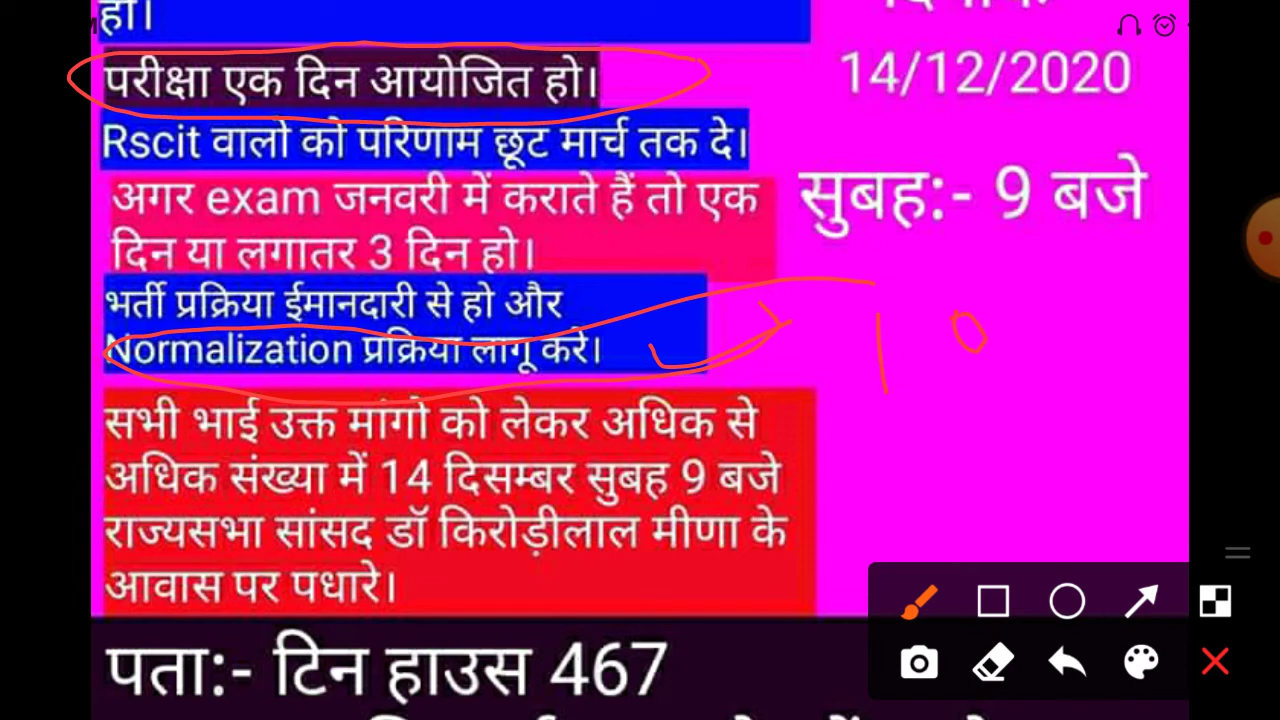 हो।
14/12/2020
परीक्षा एक दिन आयोजित हो।
Rscit वालो को परिणाम छूट मार्च तक दे।
सुबह:- 9 बजे
अगर exam जनवरी में कराते हैं तो एक
दिन या लगातर 3 दिन हो।
भर्ती प्रक्रिया ईमानदारी से हो और
Normalization प्रक्रिया लागू करे।
10
सभी भाई उक्त मांगो को लेकर अधिक से
अधिक संख्या में 14 दिसम्बर सुबह 9 बजे
राज्यसभा सांसद डॉ किरोड़ीलाल मीणा के
आवास पर पधारे।
पता:- टिन हाउस 467